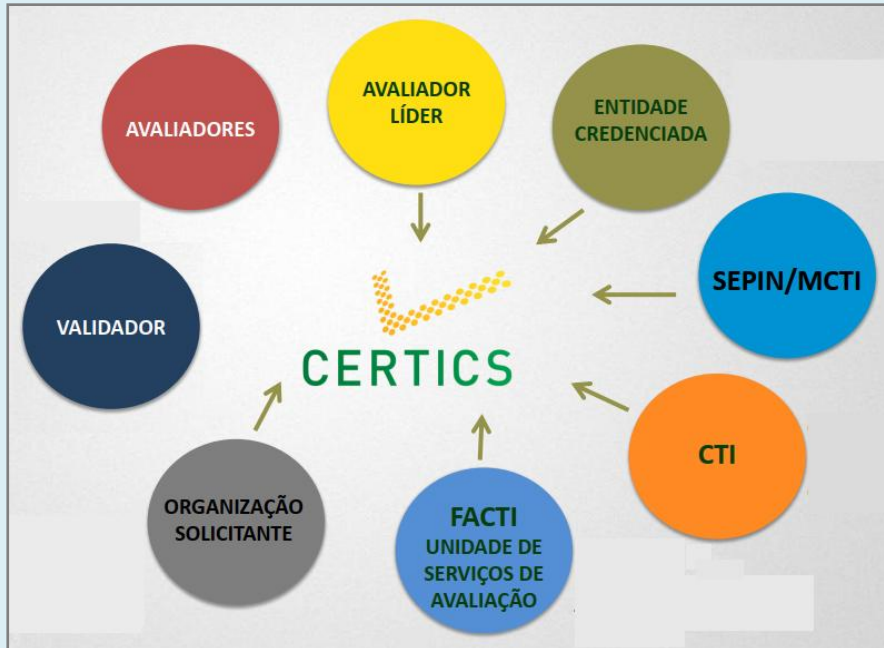 AVALIADORES
AVALIADOR
LÍDER
ENTIDADE
CREDENCIADA
SEPIN/MCTI
VALIDADOR
CERTICS
CTI
ORGANIZAÇÃO
SOLICITANTE
FACTI
UNIDADE DE
SERVIÇOS DE
AVALIAÇÃO